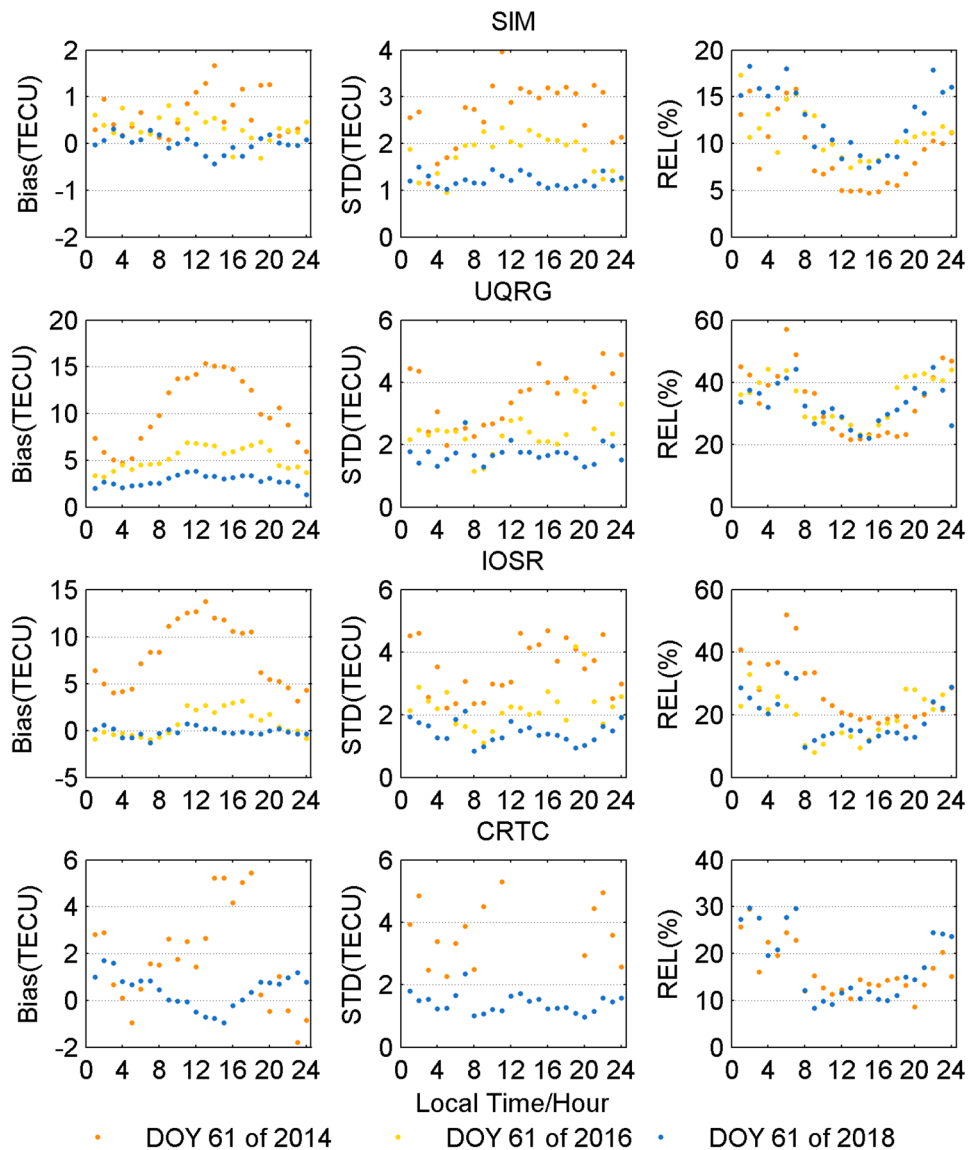 SIM
Bias(TECU)
2
1
0
-1
-2
0 4 8 12 16 20 24
STD(TECU)
4
3
2
1
0
0 4 8 12 16 20 24
REL(%)
20
15
10
5
0
0 4 8 12 16 20 24
UQRG
Bias(TECU)
20
15
10
5
0
0 4 8 12 16 20 24
STD(TECU)
6
4
2
0
0 4 8 12 16 20 24
REL(%)
60
40
20
0
0 4 8 12 16 20 24
IOSR
Bias(TECU)
15
10
5
0
-5
0 4 8 12 16 20 24
STD(TECU)
6
4
2
0
0 4 8 12 16 20 24
REL(%)
60
40
20
0
0 4 8 12 16 20 24
CRTC
Bias(TECU)
6
4
2
0
-2
0 4 8 12 16 20 24
STD(TECU)
6
4
2
0
0 4 8 12 16 20 24
REL(%)
40
30
20
10
0
0 4 8 12 16 20 24
Local Time/Hour
DOY 61 of 2014
DOY 61 of 2016
DOY 61 of 2018